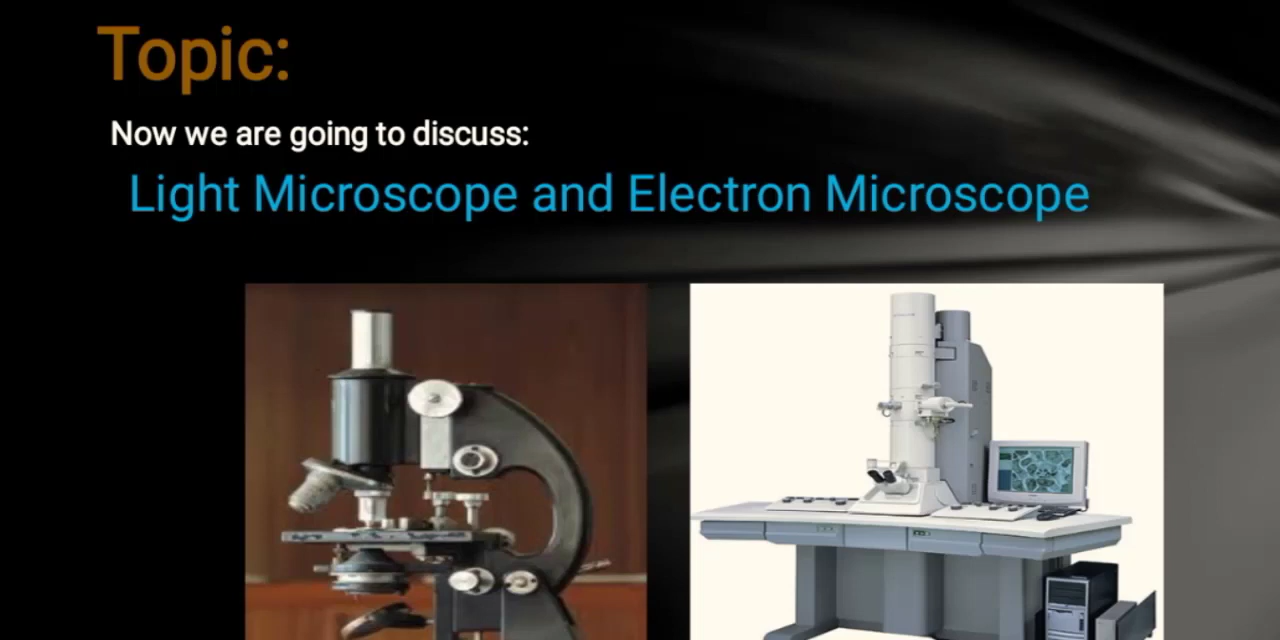 Topic:
Now we are going to discuss:
Light Microscope and Electron Microscope